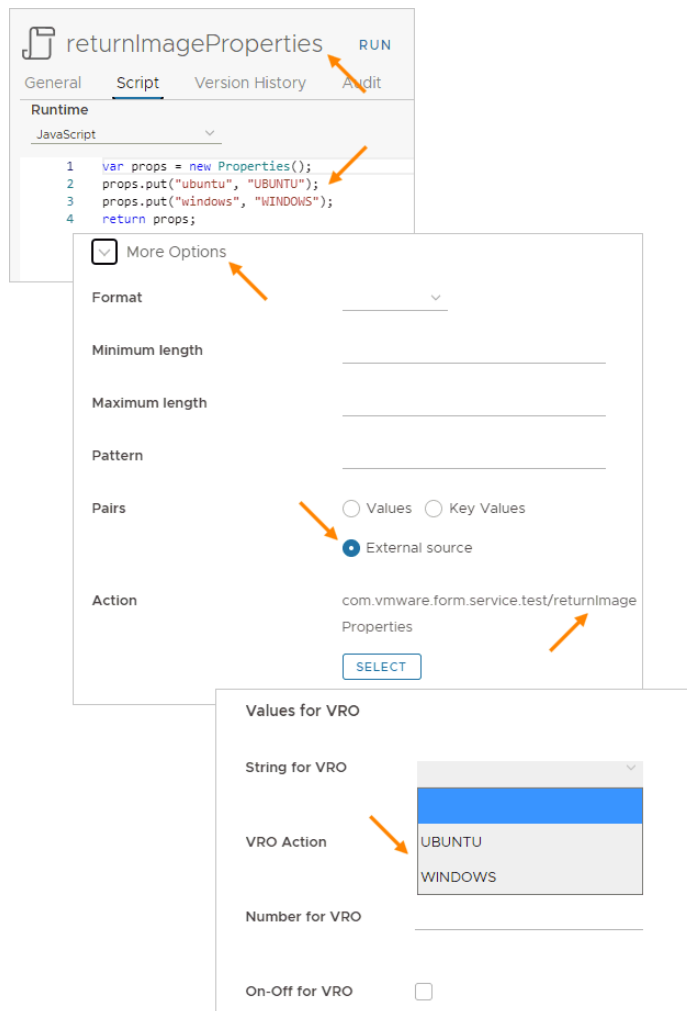 returnImageProperties RUN
General Script Version History Audit
Runtime
JavaScript
1 var props = new Properties();
2 props.put("ubuntu", "UBUNTU");
3 props.put("windows", "WINDOWS");
4 return props;
More Options
Format
Minimum length
Maximum length
Pattern
Pairs Values Key Values
External source
Action com.vmware.form.service.test/returnImage
Properties
SELECT
Values for VRO
String for VRO
VRO Action UBUNTU
WINDOWS
Number for VRO
On-Off for VRO